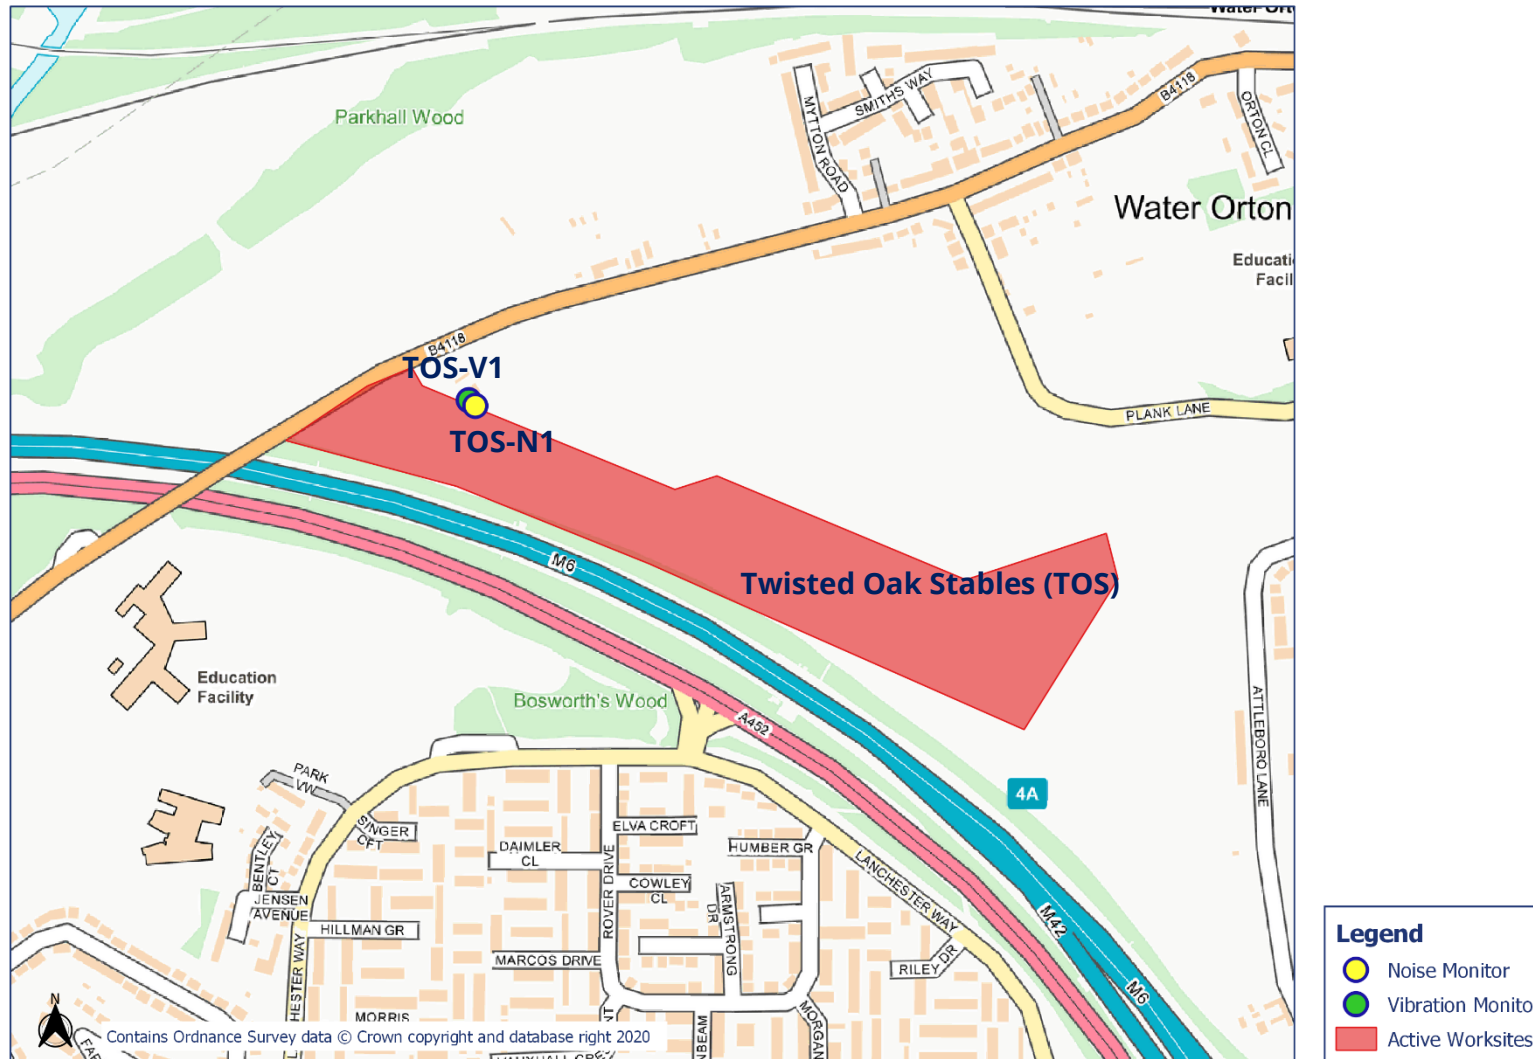 Parkhall Wood
MYTTON ROAD
SMITHS WAY
B4118
ORTON CL
Water Orton
B4118
TOS-V1
TOS-N1
PLANK LANE
M6
Twisted Oak Stables (TOS)
Education
Facility
Bosworth's Wood
A452
ATTLEBORO LANE
4A
PARK
VW
SINGER
CFT
ELVA CROFT
DAIMLER
CL
HUMBER GR
BENTLEY
CT
ROVER DRIVE
COWLEY
CL
LANCHESTER WAY
ARMSTRONG
DR
JENSEN
AVENUE
HILLMAN GR
M42
MARCOS DRIVE
RILEY DR
M6
HESTER WAY
MORRIS
MORGAN
NBEAM
N
Contains Ordnance Survey data © Crown copyright and database right 2020
Legend
Noise Monitor
Vibration Monito
Active Worksites